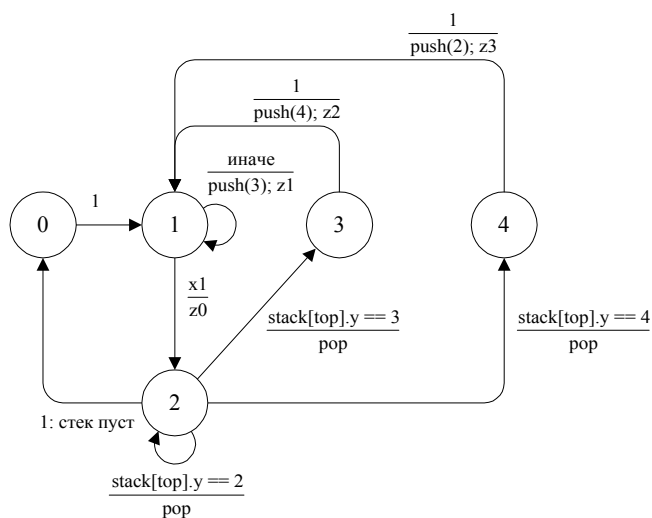 1
push(2); z3
1
push(4); z2
иначе
push(3); z1
1
0
1
3
4
x1
z0
stack[top].y == 3
pop
stack[top].y == 4
pop
2
1: стек пуст
stack[top].y == 2
pop